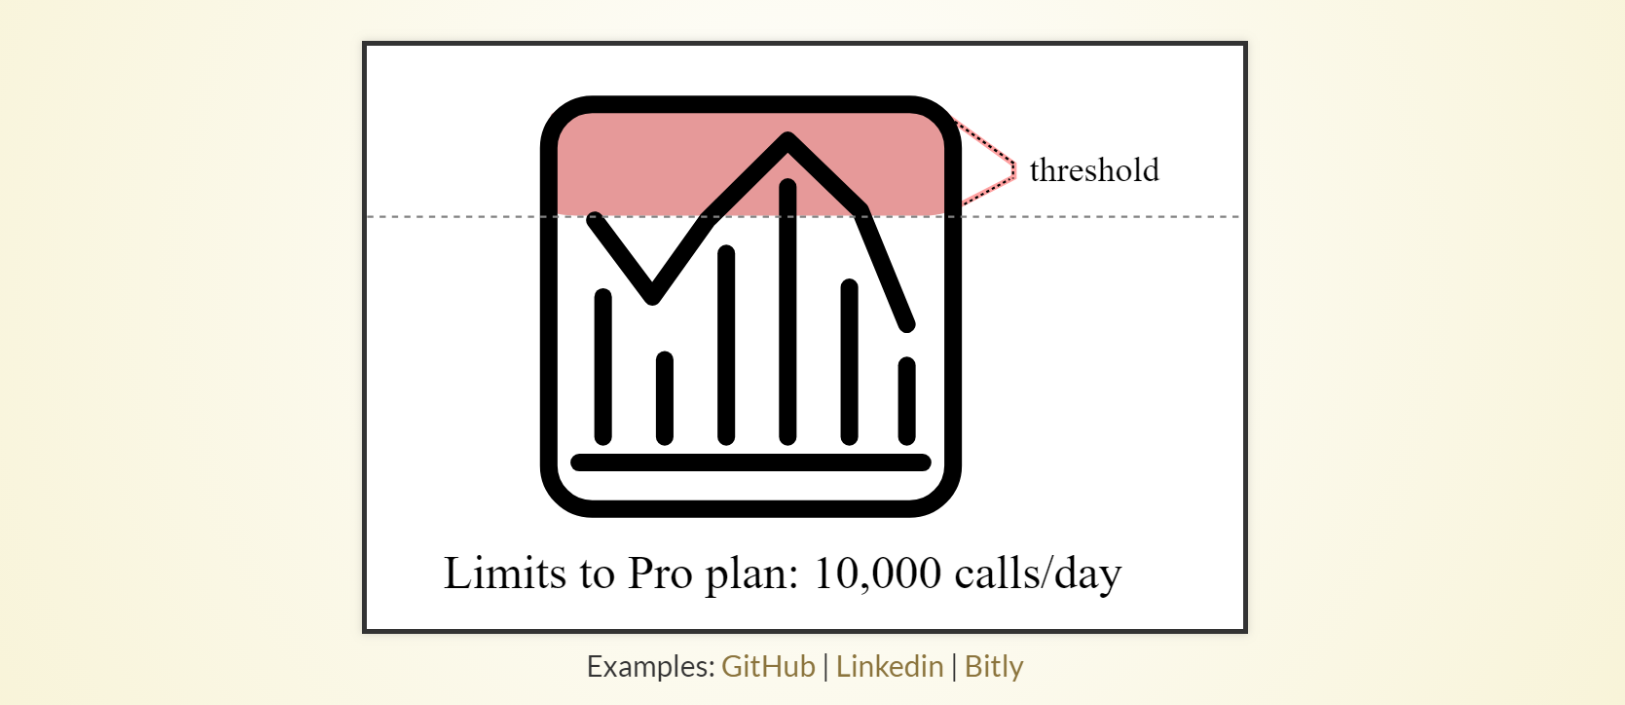 threshold
Limits to Pro plan: 10,000 calls/day
Examples: GitHub | Linkedin | Bitly